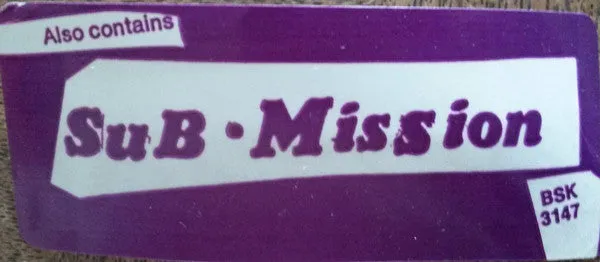 Also contains
SuB · Mission
BSK
3147